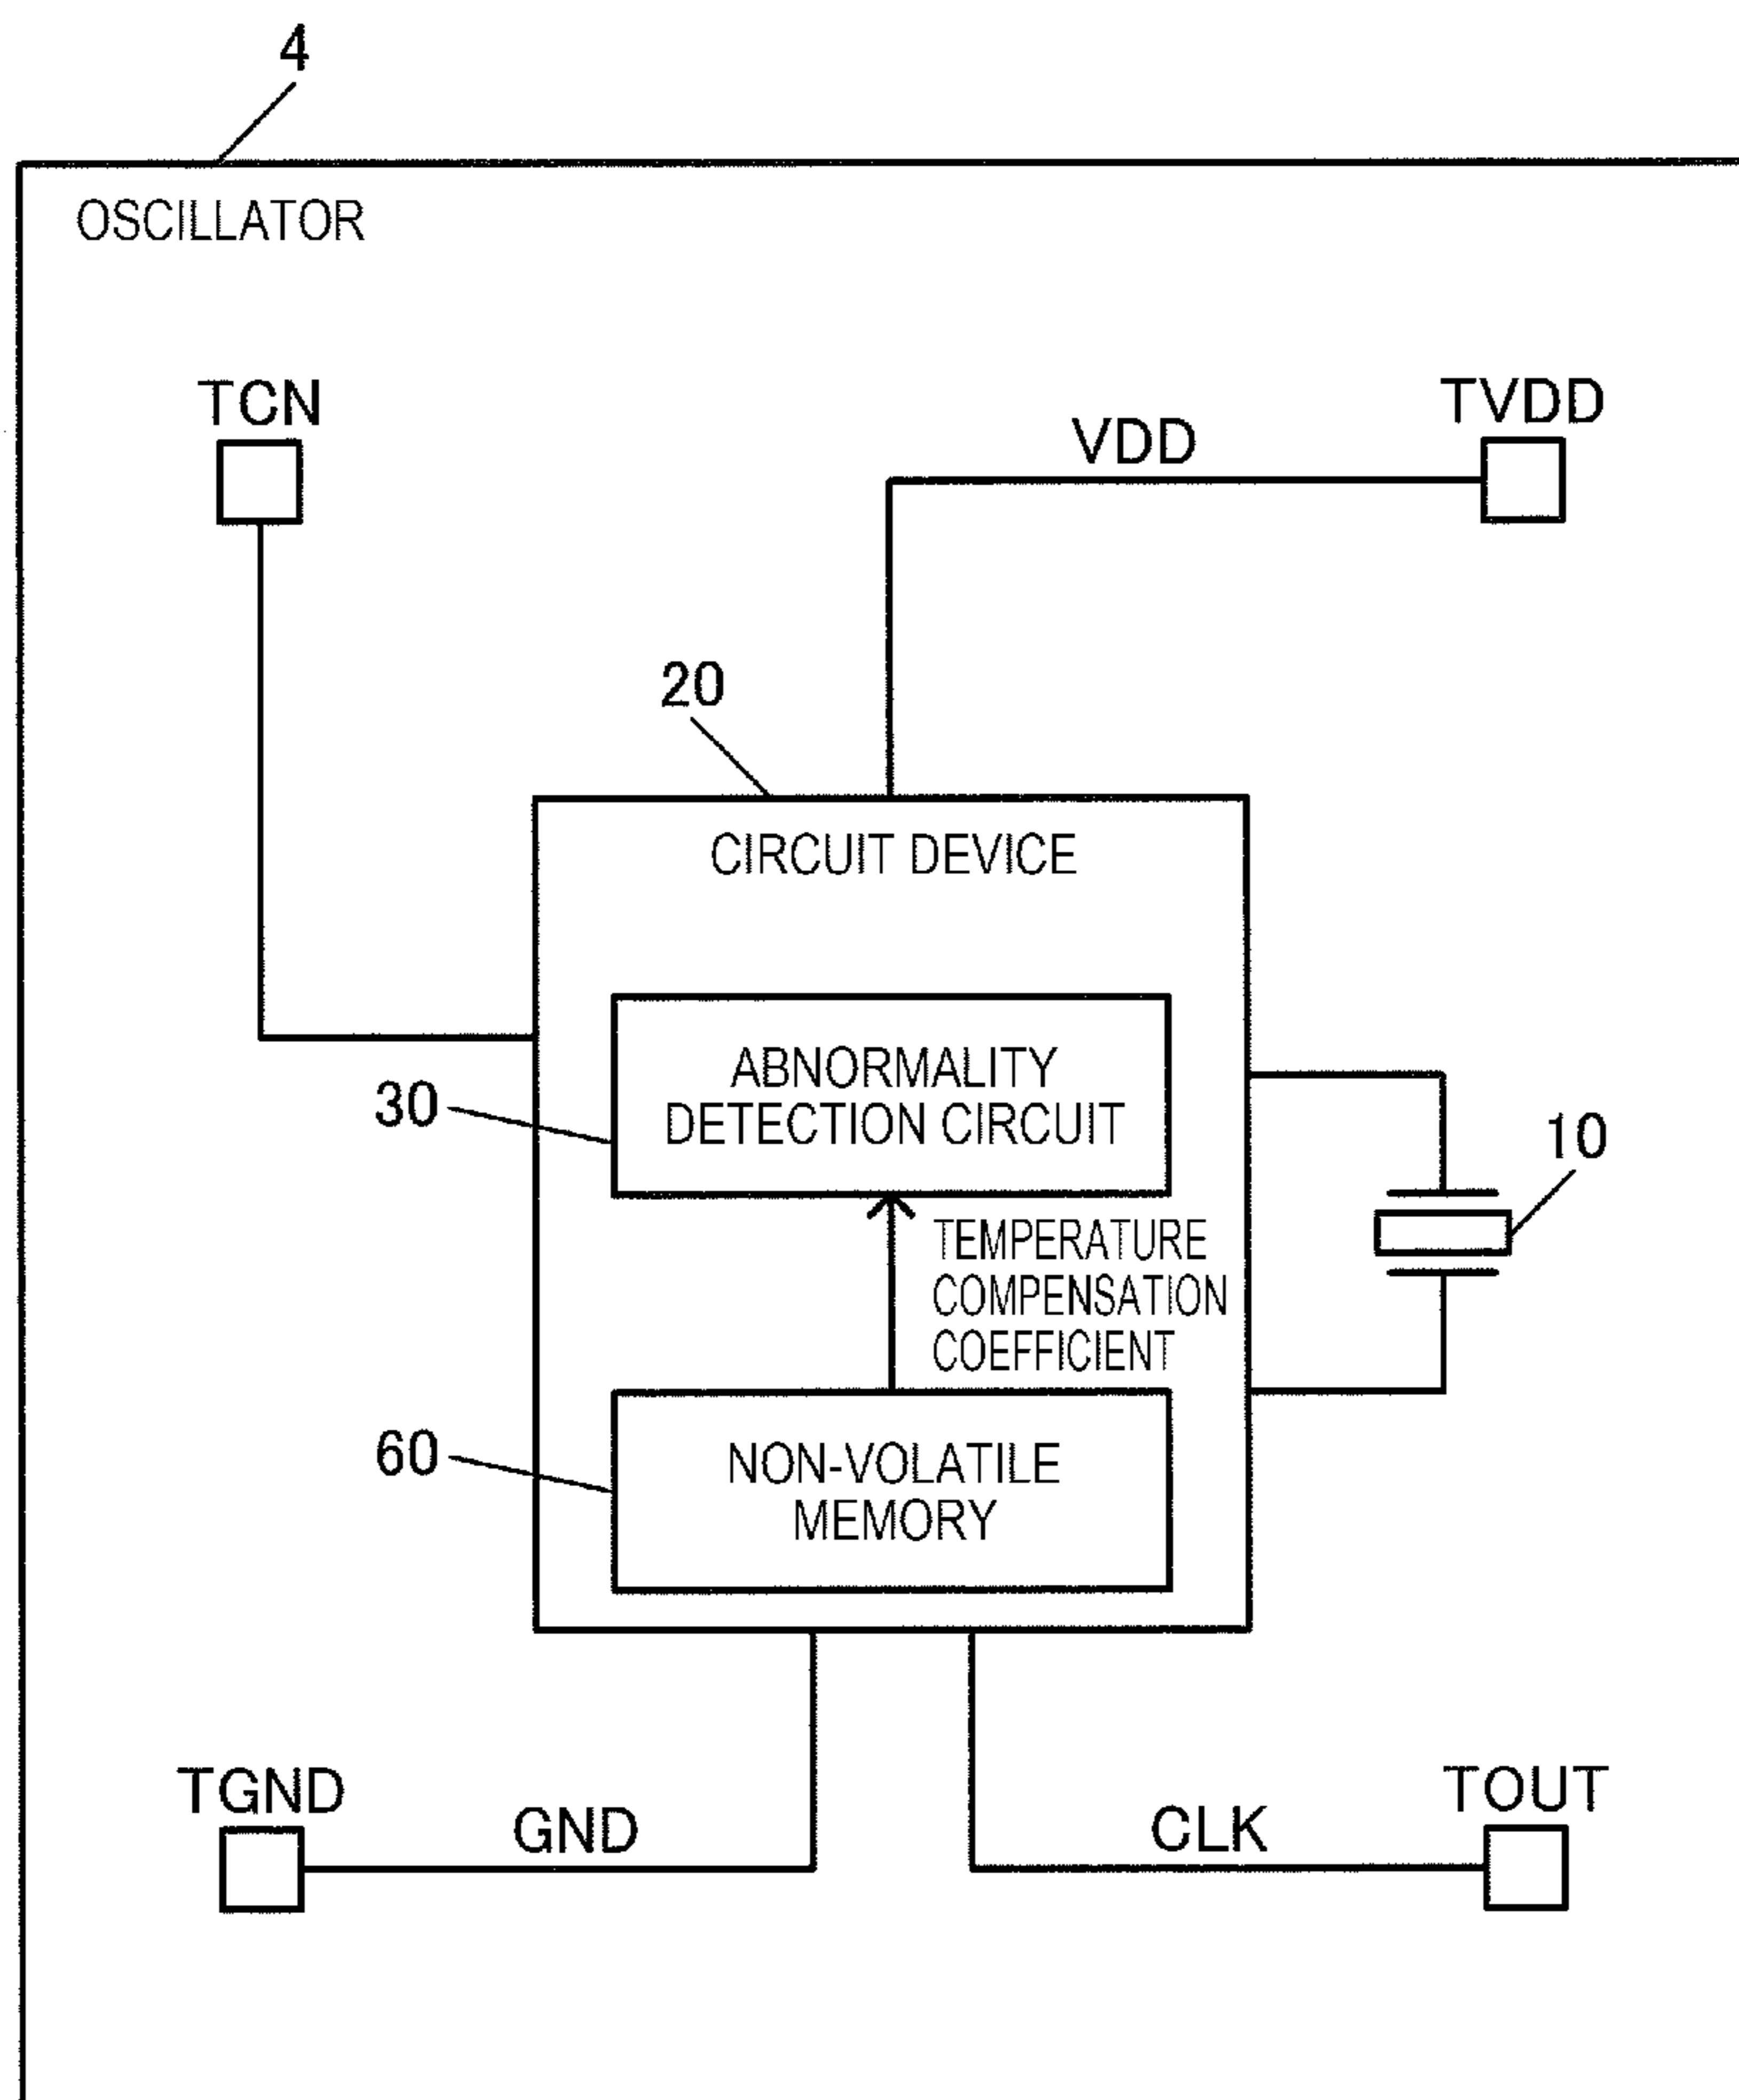 4
OSCILLATOR
TCN
TVDD
VDD
20
CIRCUIT DEVICE
ABNORMALITY
DETECTION CIRCUIT
30
10
TEMPERATURE
COMPENSATION
COEFFICIENT
60
NON-VOLATILE
MEMORY
TGND
GND
CLK
TOUT